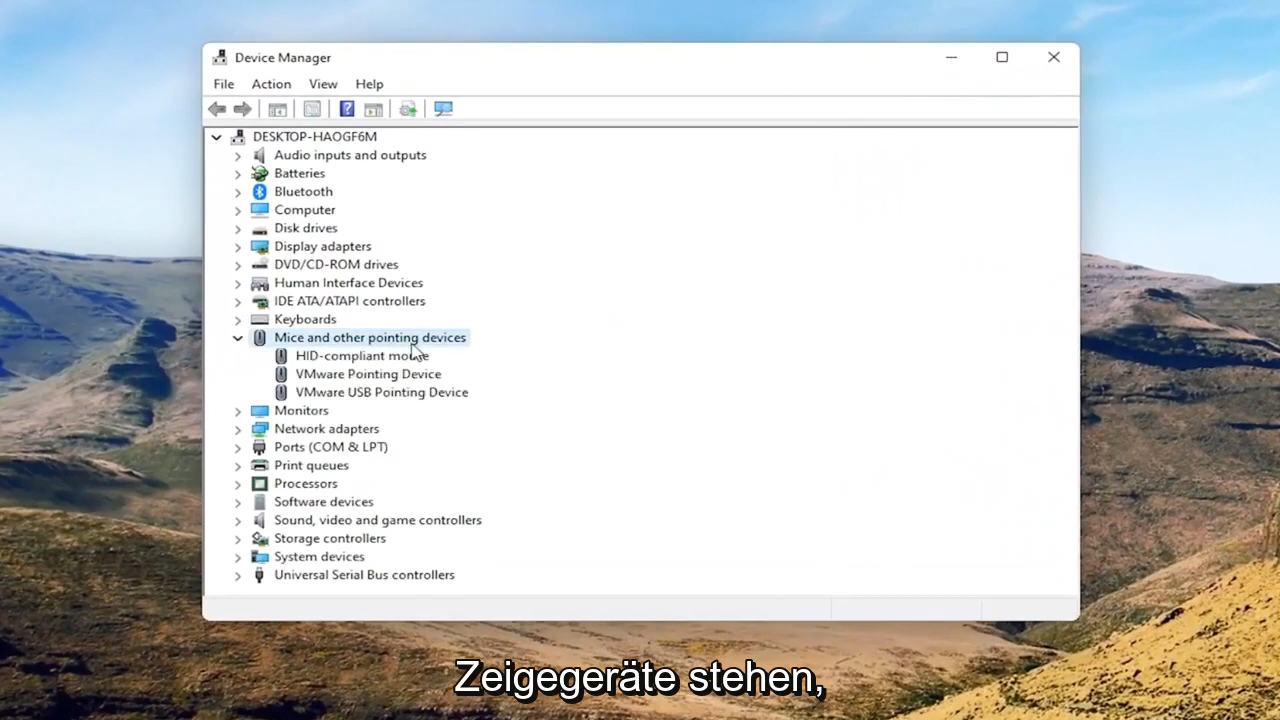 Device Manager
File Action View Help
DESKTOP-HAOGF6M
Audio inputs and outputs
Batteries
Bluetooth
Computer
Disk drives
Display adapters
DVD/CD-ROM drives
Human Interface Devices
IDE ATA/ATAPI controllers
Keyboards
Mice and other pointing devices
HID-compliant mouse
VMware Pointing Device
VMware USB Pointing Device
Monitors
Network adapters
Ports (COM & LPT)
Print queues
Processors
Software devices
Sound, video and game controllers
Storage controllers
System devices
Universal Serial Bus controllers
Zeigegeräte stehen,